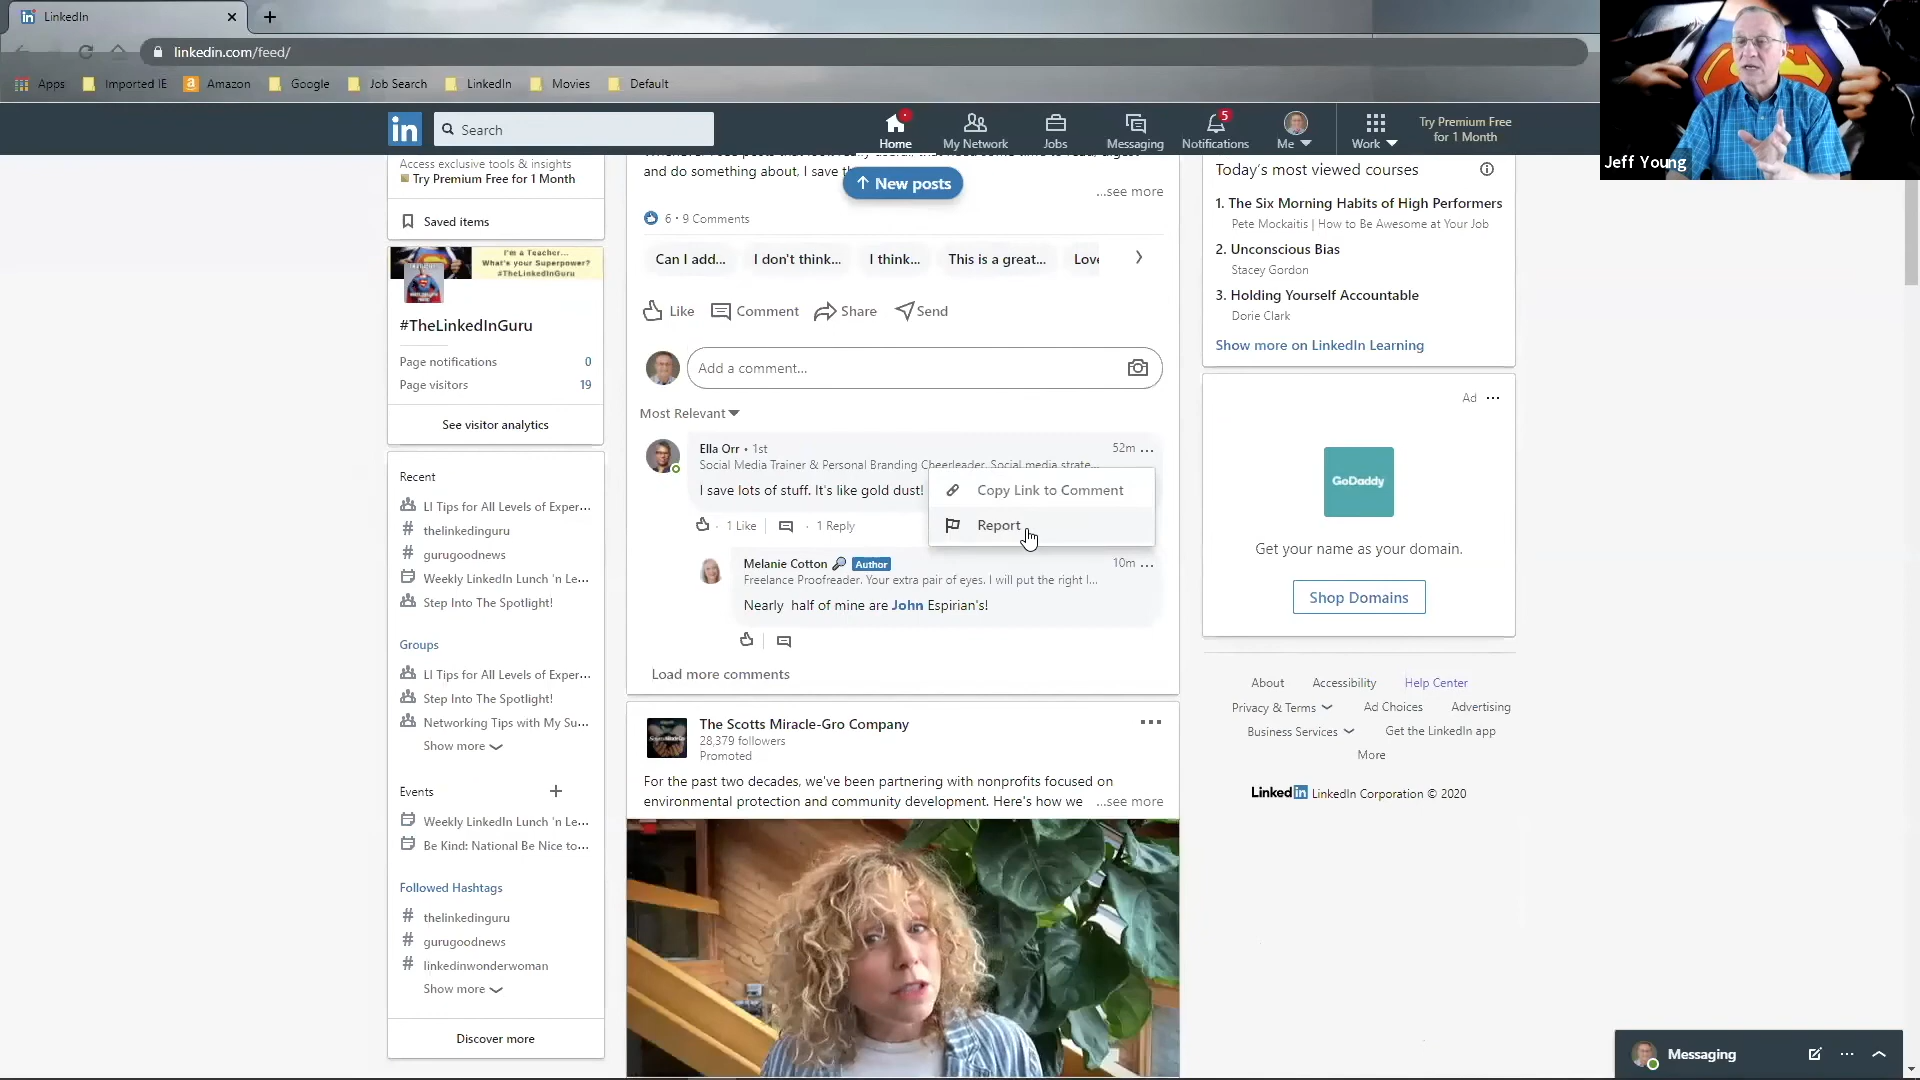 LinkedIn
linkedin.com/feed/
Apps
Imported IE
Amazon
Google
Job Search
LinkedIn
Movies
Default
Jeff Young
in
Search
Home
My Network
Jobs
Messaging
5
Notifications
Me
Work
Try Premium Free
for 1 Month
Access exclusive tools & insights
Try Premium Free for 1 Month
Saved items
I'm a Teacher...
What's your Superpower?
#TheLinkedInGuru
#TheLinkedInGuru
Page notifications 0
Page visitors 19
See visitor analytics
Recent
LI Tips for All Levels of Exper...
# thelinkedinguru
# gurugoodnews
Weekly LinkedIn Lunch 'n Le...
Step Into The Spotlight!
Groups
LI Tips for All Levels of Exper...
Step Into The Spotlight!
Networking Tips with My Su...
Show more
Events +
Weekly LinkedIn Lunch 'n Le...
Be Kind: National Be Nice to...
Followed Hashtags
# thelinkedinguru
# gurugoodnews
# linkedinwonderwoman
Show more
Discover more
and do something about, I save
New posts
...see more
6 · 9 Comments
Can I add...
I don't think...
I think...
This is a great...
Love
Like
Comment
Share
Send
Add a comment...
Most Relevant
Ella Orr • 1st
52m ...
Social Media Trainer & Personal Branding Cheerleader. Social media strate...
I save lots of stuff. It's like gold dust!
Copy Link to Comment
Report
· 1 Like
· 1 Reply
Melanie Cotton 🔎 Author
10m ...
Freelance Proofreader. Your extra pair of eyes. I will put the right l...
Nearly half of mine are John Espirian's!
Load more comments
The Scotts Miracle-Gro Company
28,379 followers
Promoted
For the past two decades, we've been partnering with nonprofits focused on
environmental protection and community development. Here's how we ...see more
Today's most viewed courses
1. The Six Morning Habits of High Performers
Pete Mockaitis | How to Be Awesome at Your Job
2. Unconscious Bias
Stacey Gordon
3. Holding Yourself Accountable
Dorie Clark
Show more on LinkedIn Learning
Ad ...
GoDaddy
Get your name as your domain.
Shop Domains
About
Accessibility
Help Center
Privacy & Terms
Ad Choices
Advertising
Business Services
Get the LinkedIn app
More
LinkedIn LinkedIn Corporation © 2020
Messaging